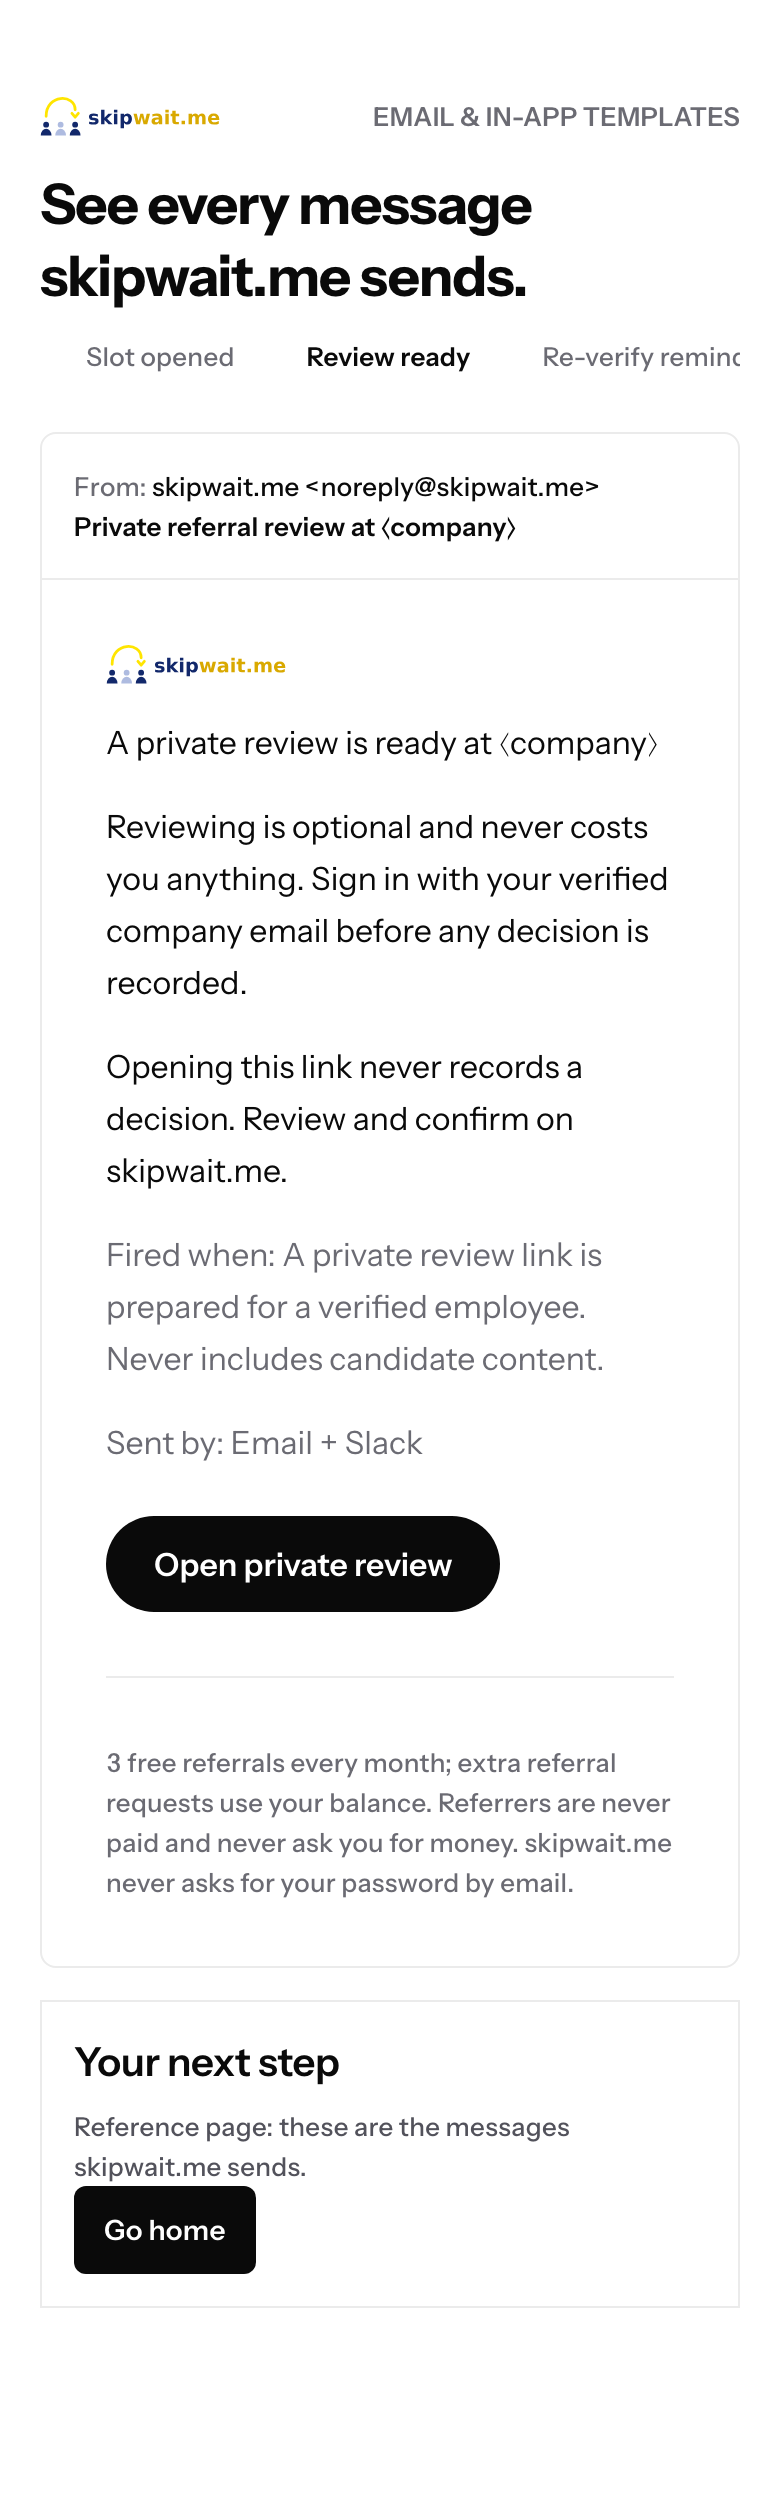 skipwait.me
EMAIL & IN-APP TEMPLATES
See every message
skipwait.me sends.
Slot opened
Review ready
Re-verify
From: skipwait.me <noreply@skipwait.me>
Private referral review at ⟨company⟩
skipwait.me
A private review is ready at ⟨company⟩
Reviewing is optional and never costs
you anything. Sign in with your verified
company email before any decision is
recorded.
Opening this link never records a
decision. Review and confirm on
skipwait.me.
Fired when: A private review link is
prepared for a verified employee.
Never includes candidate content.
Sent by: Email + Slack
Open private review
3 free referrals every month; extra referral
requests use your balance. Referrers are never
paid and never ask you for money. skipwait.me
never asks for your password by email.
Your next step
Reference page: these are the messages
skipwait.me sends.
Go home